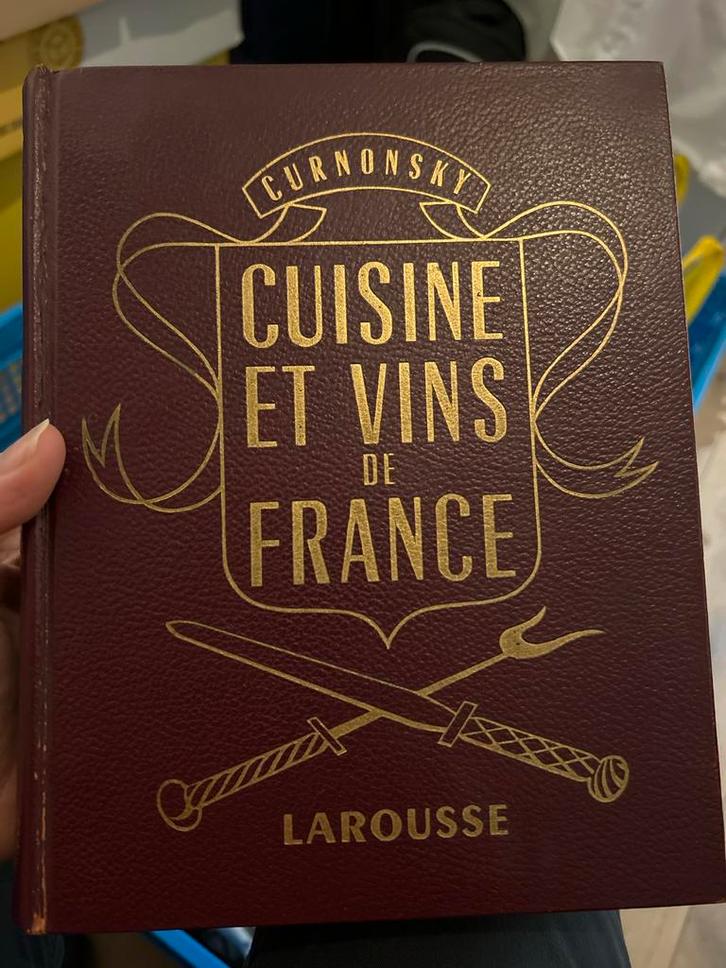 CURNONSKY
CUISINE
ET VINS
DE
FRANCE
LAROUSSE